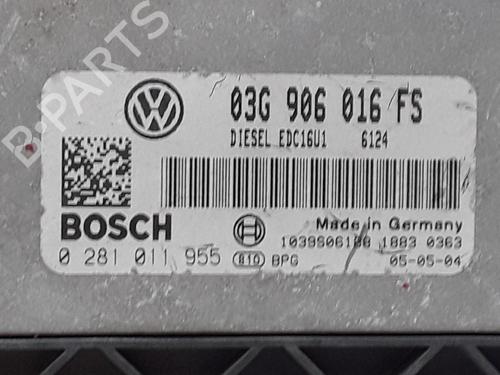 B-PARTS
03G 906 016 FS
DIESEL EDC16U1 6124
BOSCH
Made in Germany
1039S06188 1883 0363
0 281 011 955 BPG 05-05-04